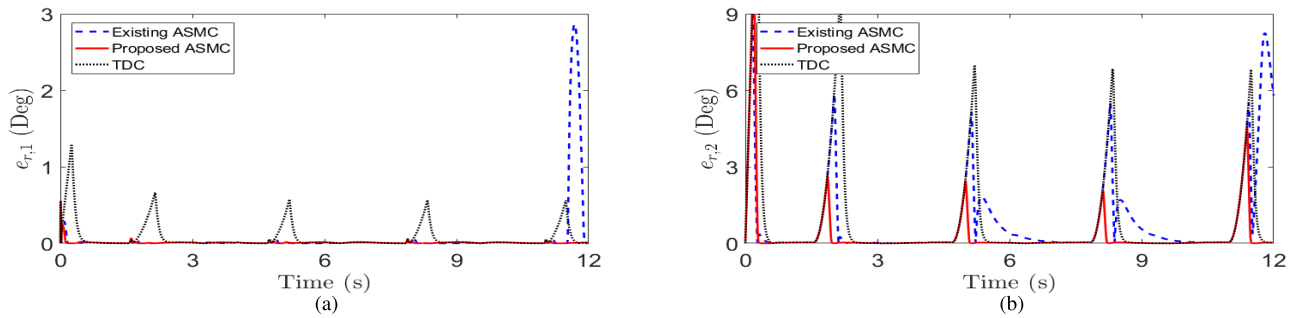 3
2
1
0
e_{r,1} (Deg)
Existing ASMC
Proposed ASMC
TDC
0 3 6 9 12
Time (s)
(a)
9
6
3
0
e_{r,2} (Deg)
Existing ASMC
Proposed ASMC
TDC
0 3 6 9 12
Time (s)
(b)